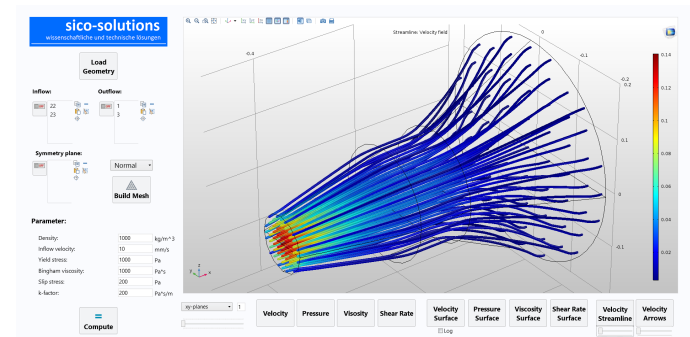 sico-solutions
wissenschaftliche und technische lösungen
Load
Geometry
Inflow:
Outflow:
22
23
1
3
Symmetry plane:
Normal
Build Mesh
Parameter:
Density: 1000 kg/m^3
Inflow velocity: 10 mm/s
Yield stress: 1000 Pa
Bingham viscosity: 1000 Pa*s
Slip stress: 200 Pa
k-factor: 200 Pa*s/m
=
Compute
Streamline: Velocity field
-0.4
0
-0.1
-0.2
0.2
0.1
0
-0.1
y z x
0.14
0.12
0.1
0.08
0.06
0.04
0.02
xy-planes 1
Velocity
Pressure
Viscosity
Shear Rate
Velocity
Surface
Log
Pressure
Surface
Viscosity
Surface
Shear Rate
Surface
Velocity
Streamline
Velocity
Arrows